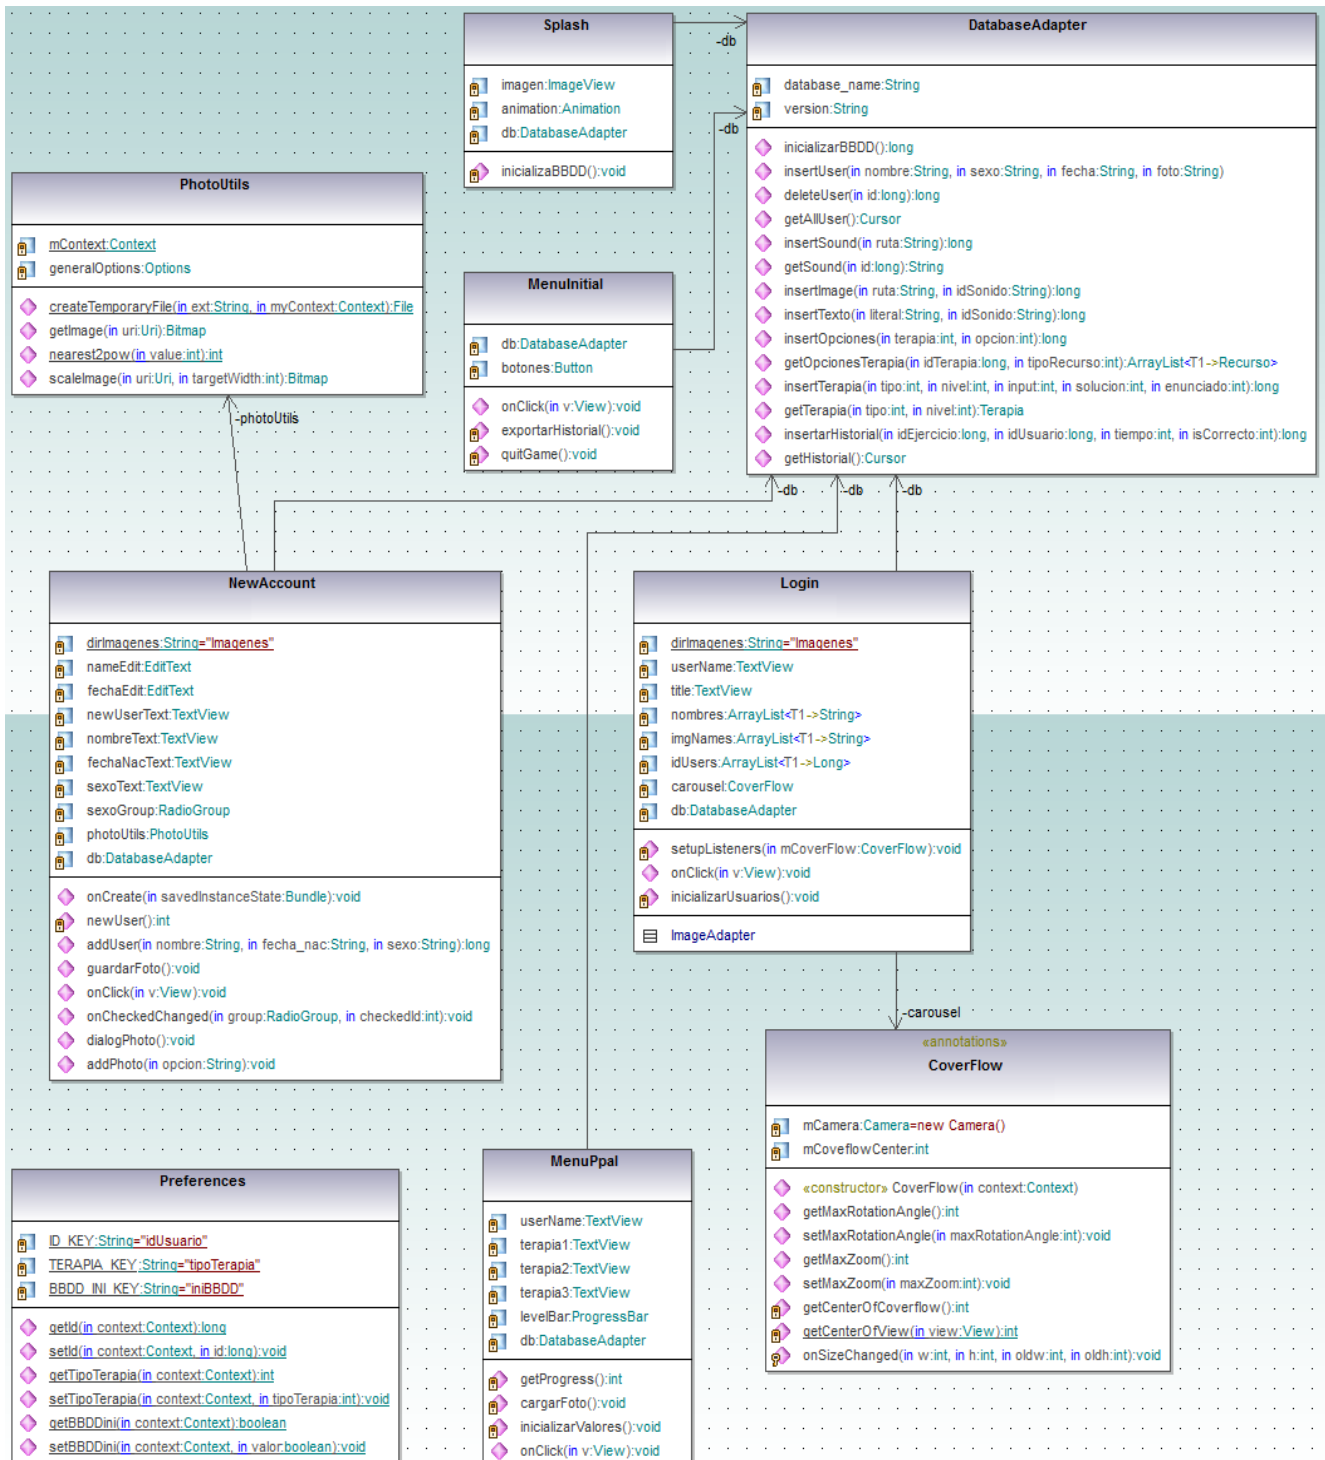 Splash
imagen:ImageView
animation:Animation
db:DatabaseAdapter
inicializaBBDD():void
-db
-db
DatabaseAdapter
database_name:String
version:String
inicializarBBDD():long
insertUser(in nombre:String, in sexo:String, in fecha:String, in foto:String)
deleteUser(in id:long):long
getAllUser():Cursor
insertSound(in ruta:String):long
getSound(in id:long):String
insertImage(in ruta:String, in idSonido:String):long
insertTexto(in literal:String, in idSonido:String):long
insertOpciones(in terapia:int, in opcion:int):long
getOpcionesTerapia(in idTerapia:long, in tipoRecurso:int):ArrayList<T1->Recurso>
insertTerapia(in tipo:int, in nivel:int, in input:int, in solucion:int, in enunciado:int):long
getTerapia(in tipo:int, in nivel:int):Terapia
insertarHistorial(in idEjercicio:long, in idUsuario:long, in tiempo:int, in isCorrecto:int):long
getHistorial():Cursor
PhotoUtils
mContext:Context
generalOptions:Options
createTemporaryFile(in ext:String, in myContext:Context):File
getImage(in uri:Uri):Bitmap
nearest2pow(in value:int):int
scaleImage(in uri:Uri, in targetWidth:int):Bitmap
MenuInitial
db:DatabaseAdapter
botones:Button
onClick(in v:View):void
exportarHistorial():void
quitGame():void
-photoUtils
-db
-db
-db
NewAccount
dirImagenes:String="Imagenes"
nameEdit:EditText
fechaEdit:EditText
newUserText:TextView
nombreText:TextView
fechaNacText:TextView
sexoText:TextView
sexoGroup:RadioGroup
photoUtils:PhotoUtils
db:DatabaseAdapter
onCreate(in savedInstanceState:Bundle):void
newUser():int
addUser(in nombre:String, in fecha_nac:String, in sexo:String):long
guardarFoto():void
onClick(in v:View):void
onCheckedChanged(in group:RadioGroup, in checkedId:int):void
dialogPhoto():void
addPhoto(in opcion:String):void
Login
dirImagenes:String="Imagenes"
userName:TextView
title:TextView
nombres:ArrayList<T1->String>
imgNames:ArrayList<T1->String>
idUsers:ArrayList<T1->Long>
carousel:CoverFlow
db:DatabaseAdapter
setupListeners(in mCoverFlow:CoverFlow):void
onClick(in v:View):void
inicializarUsuarios():void
ImageAdapter
-carousel
«annotations»
CoverFlow
mCamera:Camera=new Camera()
mCoveflowCenter:int
«constructor» CoverFlow(in context:Context)
getMaxRotationAngle():int
setMaxRotationAngle(in maxRotationAngle:int):void
getMaxZoom():int
setMaxZoom(in maxZoom:int):void
getCenterOfCoverflow():int
getCenterOfView(in view:View):int
onSizeChanged(in w:int, in h:int, in oldw:int, in oldh:int):void
Preferences
ID_KEY:String="idUsuario"
TERAPIA_KEY:String="tipoTerapia"
BBDD_INI_KEY:String="iniBBDD"
getId(in context:Context):long
setId(in context:Context, in id:long):void
getTipoTerapia(in context:Context):int
setTipoTerapia(in context:Context, in tipoTerapia:int):void
getBBDDini(in context:Context):boolean
setBBDDini(in context:Context, in valor:boolean):void
MenuPpal
userName:TextView
terapia1:TextView
terapia2:TextView
terapia3:TextView
levelBar:ProgressBar
db:DatabaseAdapter
getProgress():int
cargarFoto():void
inicializarValores():void
onClick(in v:View):void